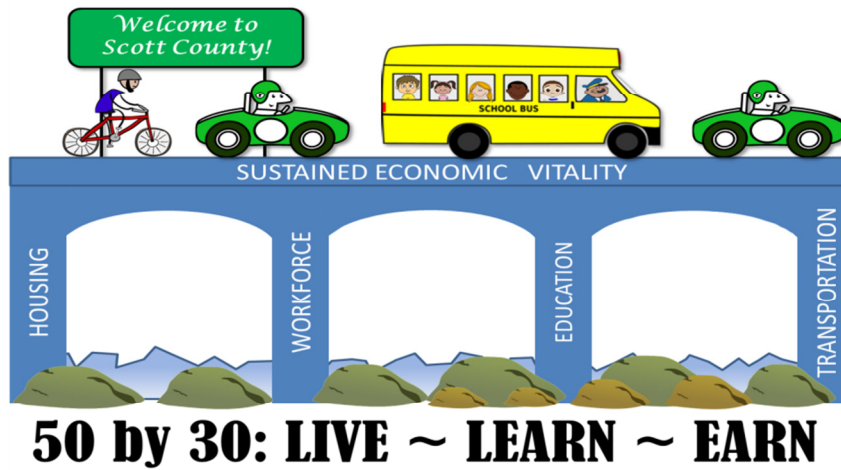 Welcome to
Scott County!
SCHOOL BUS
SUSTAINED ECONOMIC VITALITY
HOUSING
WORKFORCE
EDUCATION
TRANSPORTATION
50 by 30: LIVE ~ LEARN ~ EARN